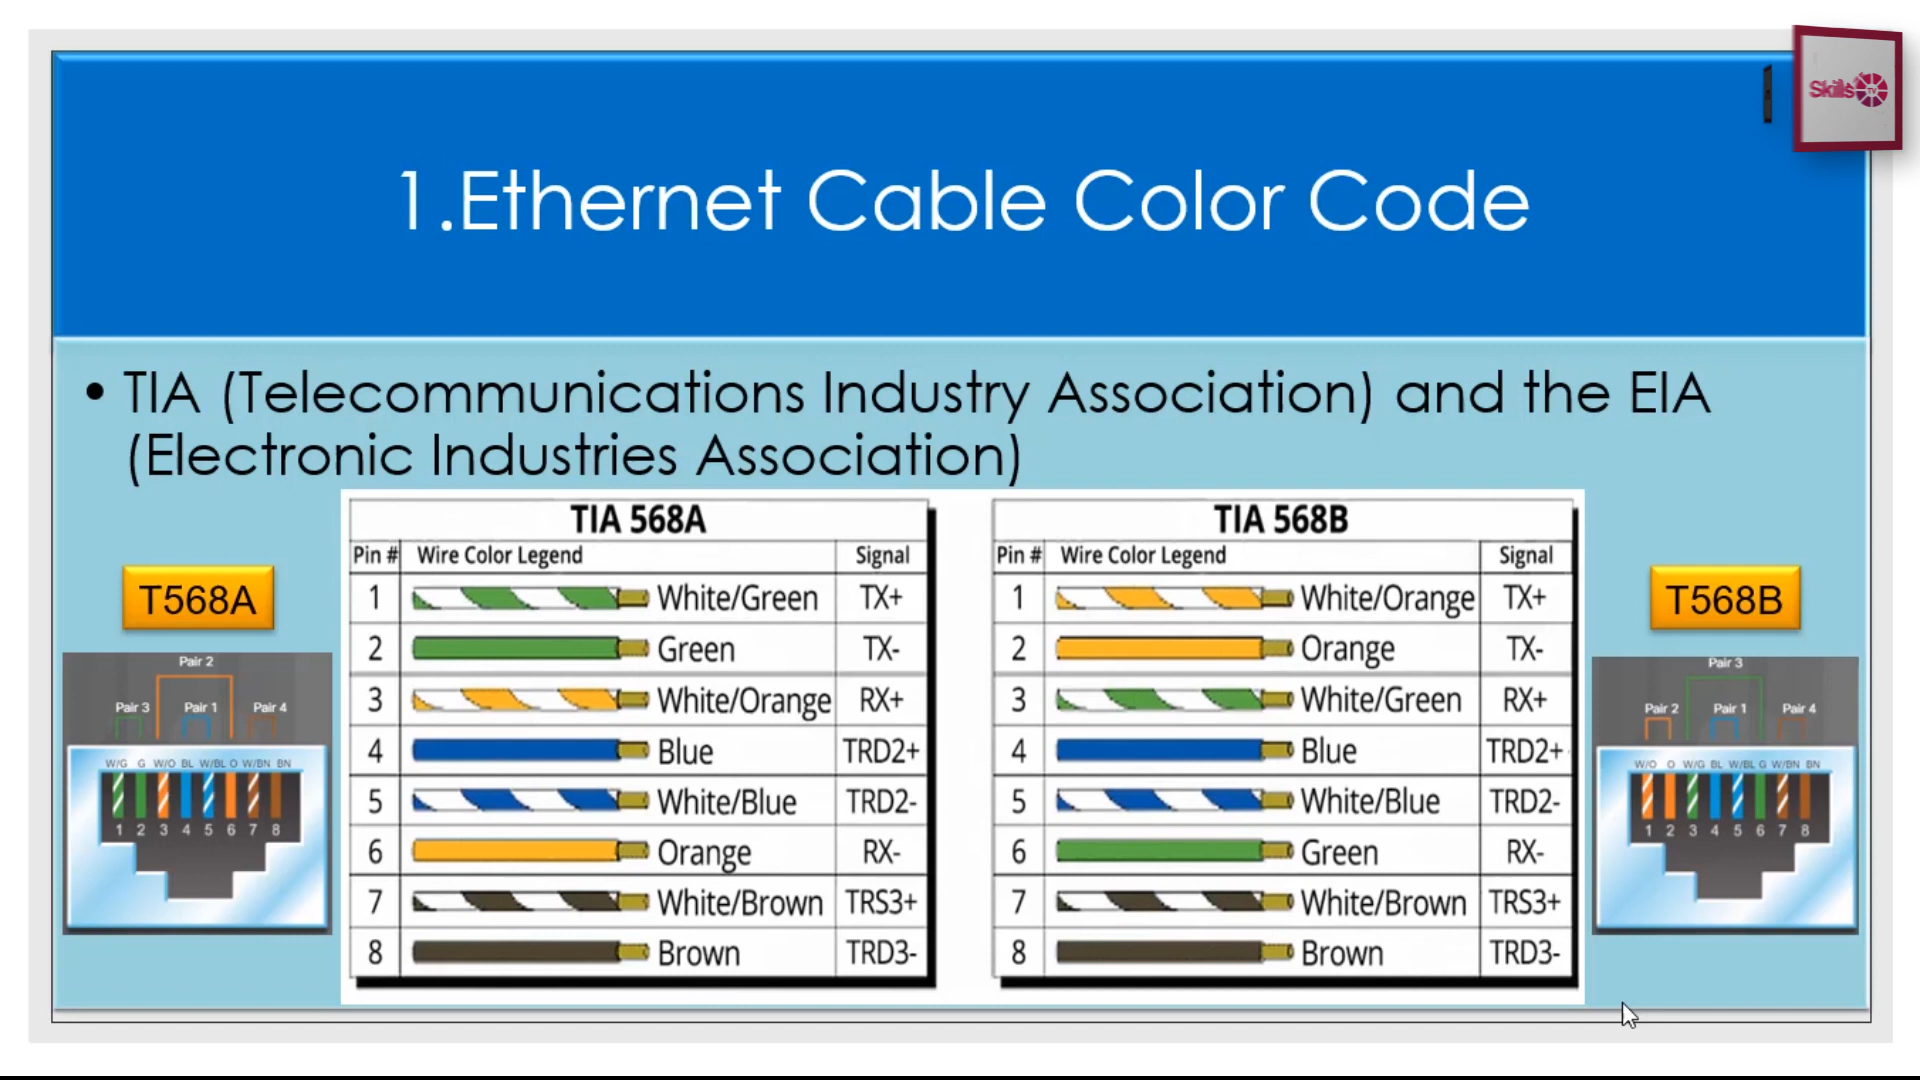 Skills TV
1.Ethernet Cable Color Code
• TIA (Telecommunications Industry Association) and the EIA
(Electronic Industries Association)
T568A
Pair 2
Pair 3 Pair 1 Pair 4
W/G G W/O BL W/BL O W/BN BN
1 2 3 4 5 6 7 8
TIA 568A
Pin # Wire Color Legend Signal
1 White/Green TX+
2 Green TX-
3 White/Orange RX+
4 Blue TRD2+
5 White/Blue TRD2-
6 Orange RX-
7 White/Brown TRS3+
8 Brown TRD3-
TIA 568B
Pin # Wire Color Legend Signal
1 White/Orange TX+
2 Orange TX-
3 White/Green RX+
4 Blue TRD2+
5 White/Blue TRD2-
6 Green RX-
7 White/Brown TRS3+
8 Brown TRD3-
T568B
Pair 3
Pair 2 Pair 1 Pair 4
W/O O W/G BL W/BL G W/BN BN
1 2 3 4 5 6 7 8